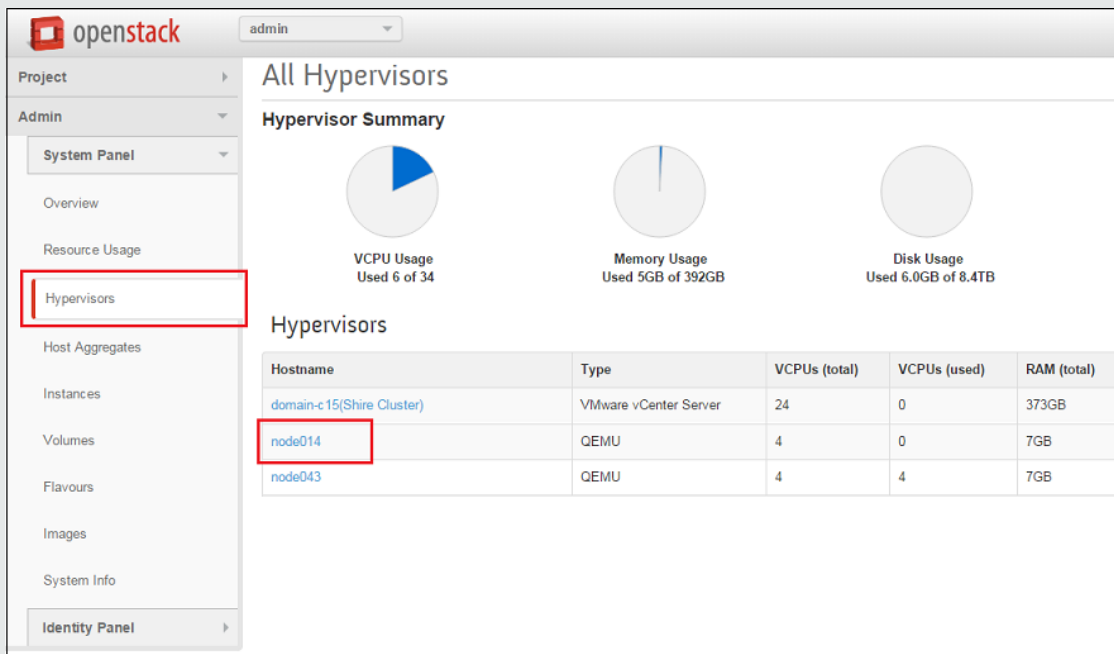 openstack
admin
Project
Admin
System Panel
Overview
Resource Usage
Hypervisors
Host Aggregates
Instances
Volumes
Flavours
Images
System Info
Identity Panel
All Hypervisors
Hypervisor Summary
VCPU Usage
Used 6 of 34
Memory Usage
Used 5GB of 392GB
Disk Usage
Used 6.0GB of 8.4TB
Hypervisors
Hostname Type VCPUs (total) VCPUs (used) RAM (total)
domain-c15(Shire Cluster) VMware vCenter Server 24 0 373GB
node014 QEMU 4 0 7GB
node043 QEMU 4 4 7GB